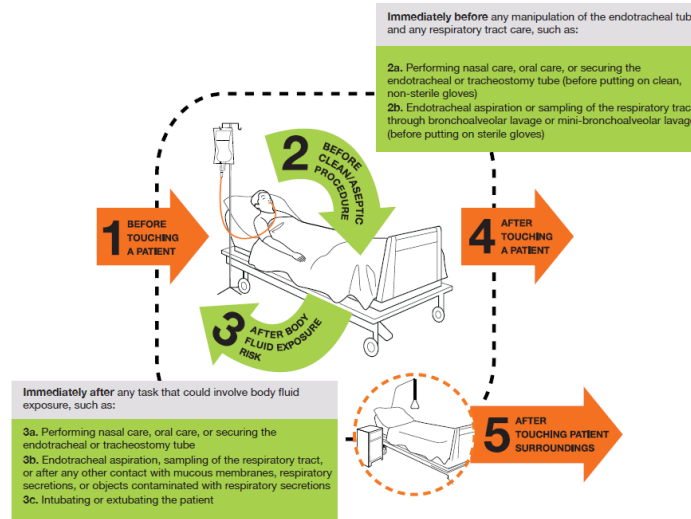 Immediately before any manipulation of the endotracheal tub
and any respiratory tract care, such as:
2a. Performing nasal care, oral care, or securing the
endotracheal or tracheostomy tube (before putting on clean,
non-sterile gloves)
2b. Endotracheal aspiration or sampling of the respiratory trac
through bronchoalveolar lavage or mini-bronchoalveolar lavag
(before putting on sterile gloves)
1 BEFORE
TOUCHING
A PATIENT
2 BEFORE
CLEAN/ASEPTIC
PROCEDURE
3 AFTER BODY
FLUID EXPOSURE
RISK
4 AFTER
TOUCHING
A PATIENT
Immediately after any task that could involve body fluid
exposure, such as:
3a. Performing nasal care, oral care, or securing the
endotracheal or tracheostomy tube
3b. Endotracheal aspiration, sampling of the respiratory tract,
or after any other contact with mucous membranes, respiratory
secretions, or objects contaminated with respiratory secretions
3c. Intubating or extubating the patient
5 AFTER
TOUCHING PATIENT
SURROUNDINGS